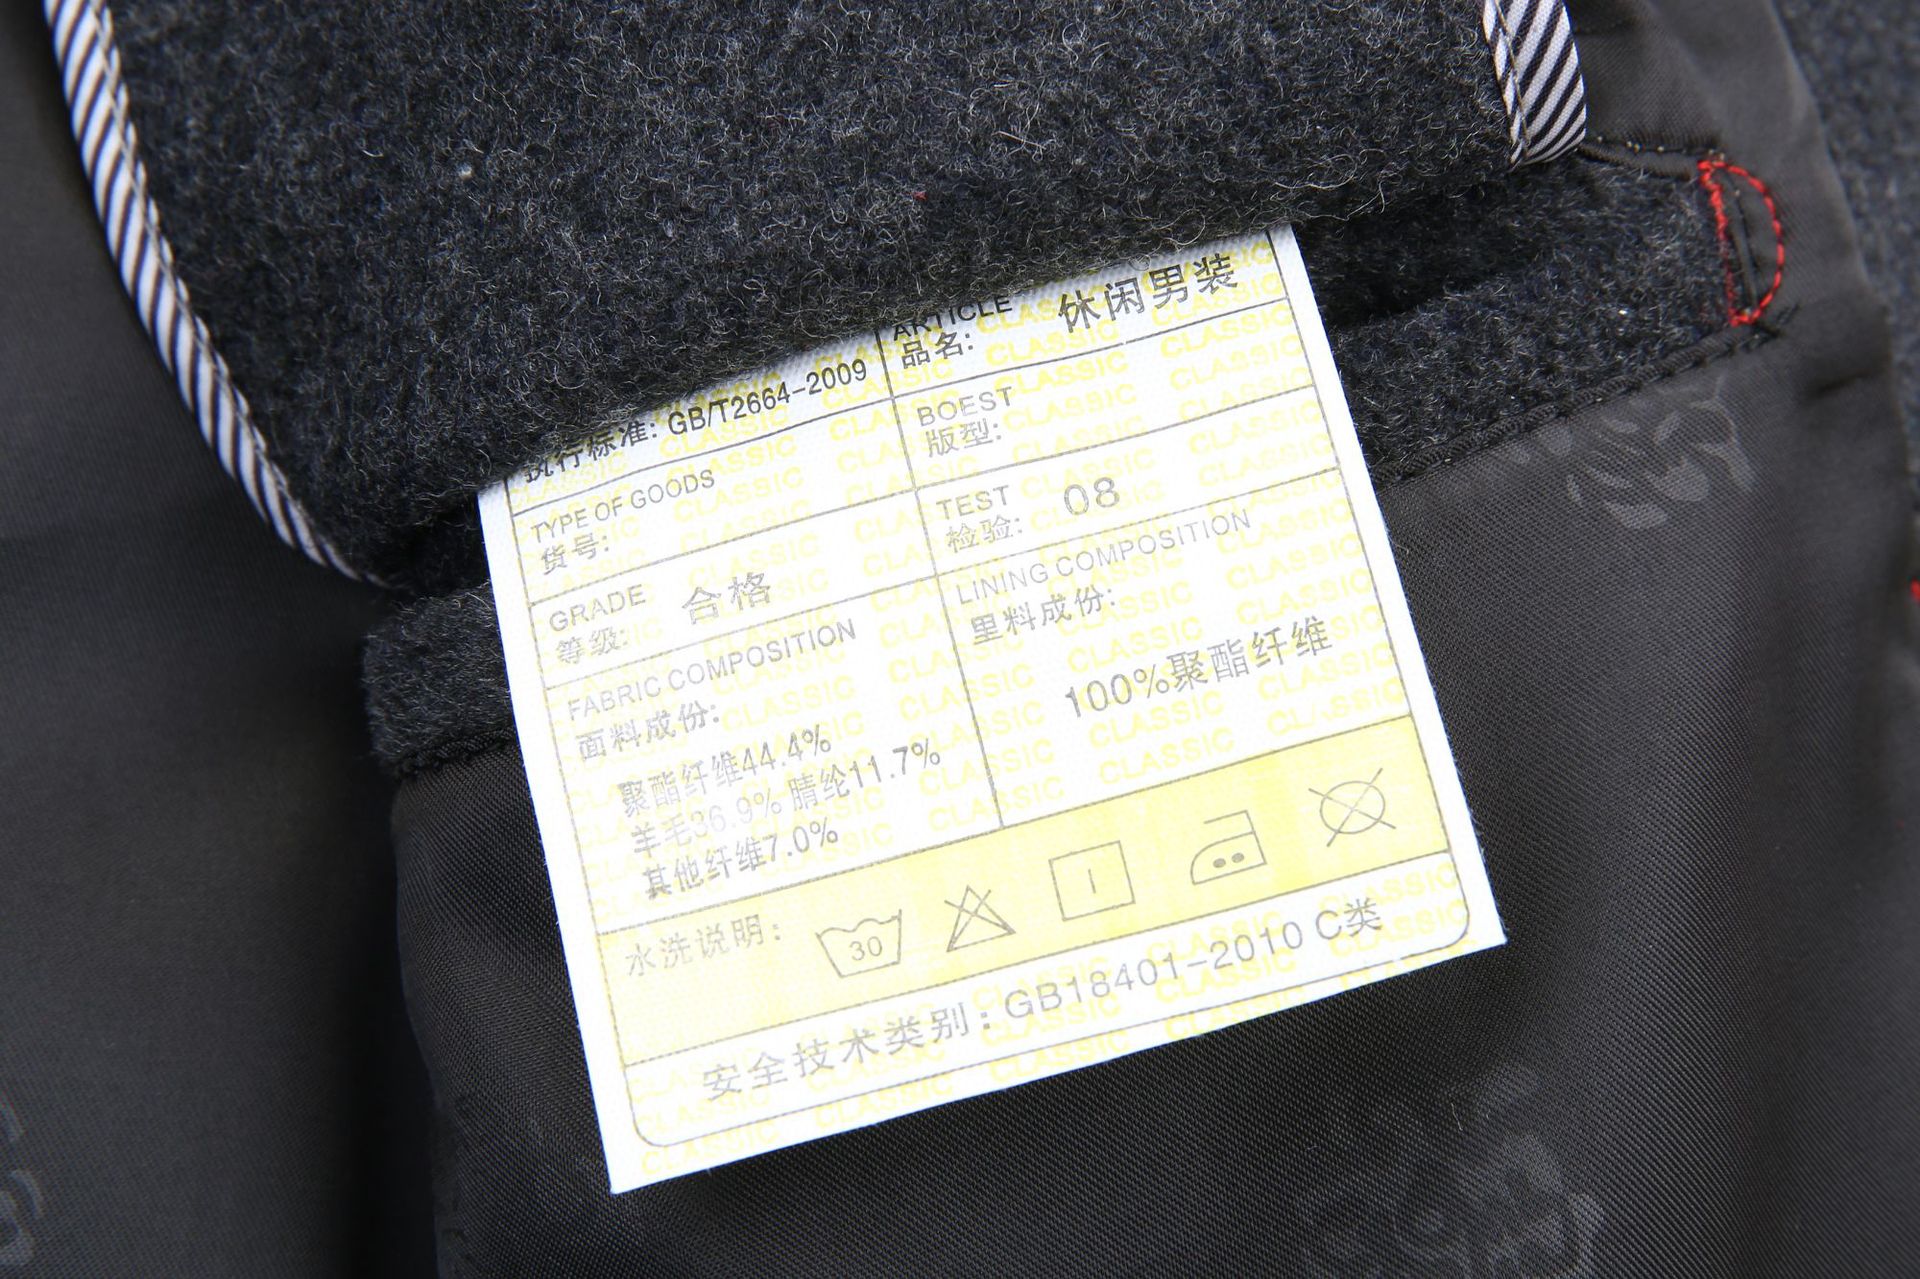 ARTICLE
品名: 休闲男装
执行标准: GB/T2664-2009
BOEST
版型:
TYPE OF GOODS
货号:
TEST
检验: 08
GRADE
等级: 合格
LINING COMPOSITION
里料成份:
100%聚酯纤维
FABRIC COMPOSITION
面料成份:
聚酯纤维44.4%
羊毛36.9% 腈纶11.7%
其他纤维7.0%
水洗说明: 30
安全技术类别: GB18401-2010 C类
CLASSIC